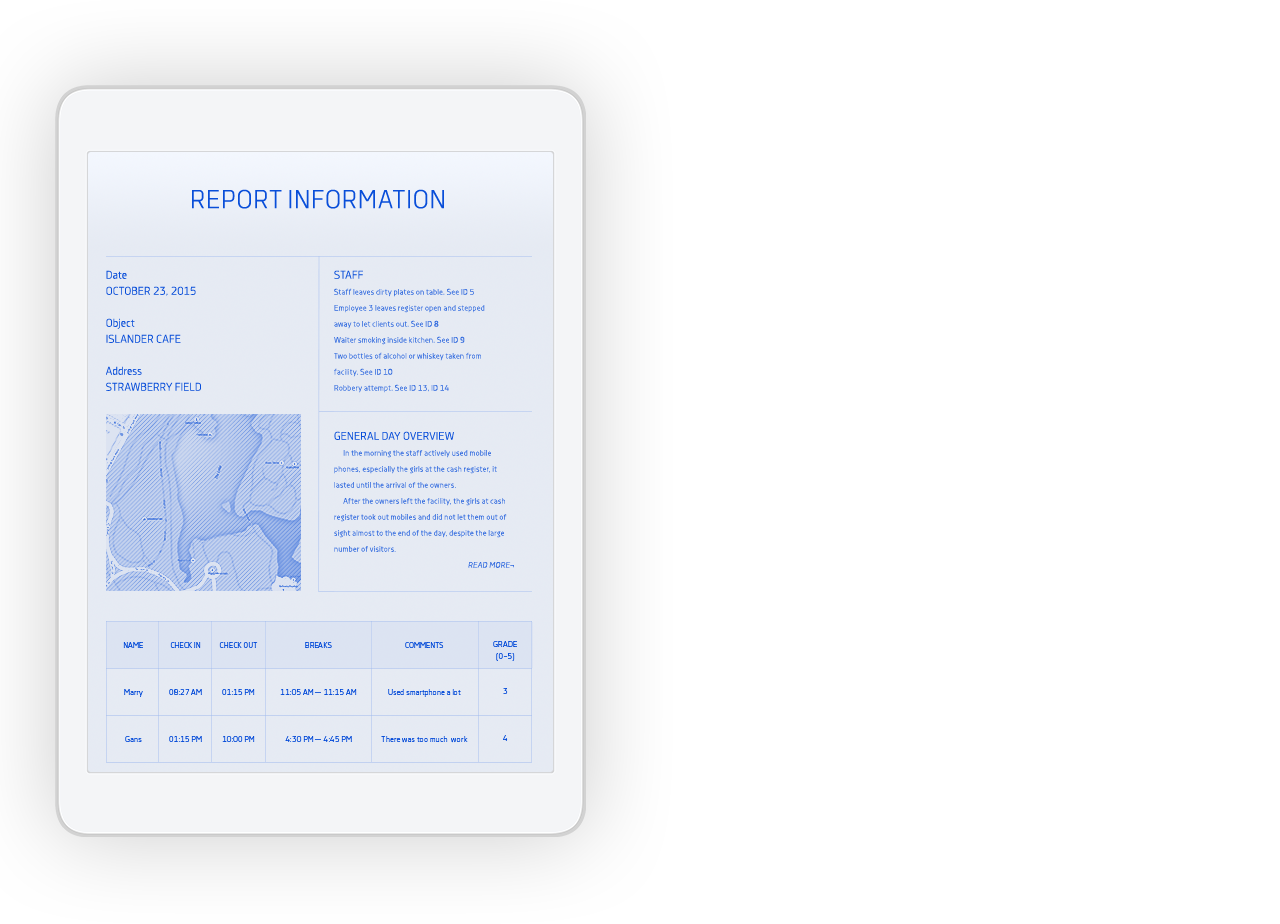 REPORT INFORMATION
Date
OCTOBER 23, 2015
Object
ISLANDER CAFE
Address
STRAWBERRY FIELD
STAFF
Staff leaves dirty plates on table. See ID 5
Employee 3 leaves register open and stepped
away to let clients out. See ID 8
Waiter smoking inside kitchen. See ID 9
Two bottles of alcohol or whiskey taken from
facility. See ID 10
Robbery attempt. See ID 13, ID 14
GENERAL DAY OVERVIEW
In the morning the staff actively used mobile
phones, especially the girls at the cash register, it
lasted until the arrival of the owners.
After the owners left the facility, the girls at cash
register took out mobiles and did not let them out of
sight almost to the end of the day, despite the large
number of visitors.
READ MORE¬
NAME CHECK IN CHECK OUT BREAKS COMMENTS GRADE
(0-5)
Marry 08:27 AM 01:15 PM 11:05 AM — 11:15 AM Used smartphone a lot 3
Gans 01:15 PM 10:00 PM 4:30 PM — 4:45 PM There was too much work 4